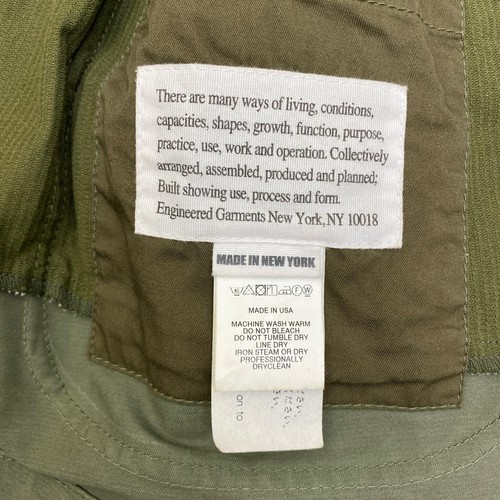 There are many ways of living, conditions,
capacities, shapes, growth, function, purpose,
practice, use, work and operation. Collectively
arranged, assembled, produced and planned;
Built showing use, process and form.
Engineered Garments New York, NY 10018
MADE IN NEW YORK
F W
MADE IN USA
MACHINE WASH WARM
DO NOT BLEACH
DO NOT TUMBLE DRY
LINE DRY
IRON STEAM OR DRY
PROFESSIONALLY
DRYCLEAN
on to